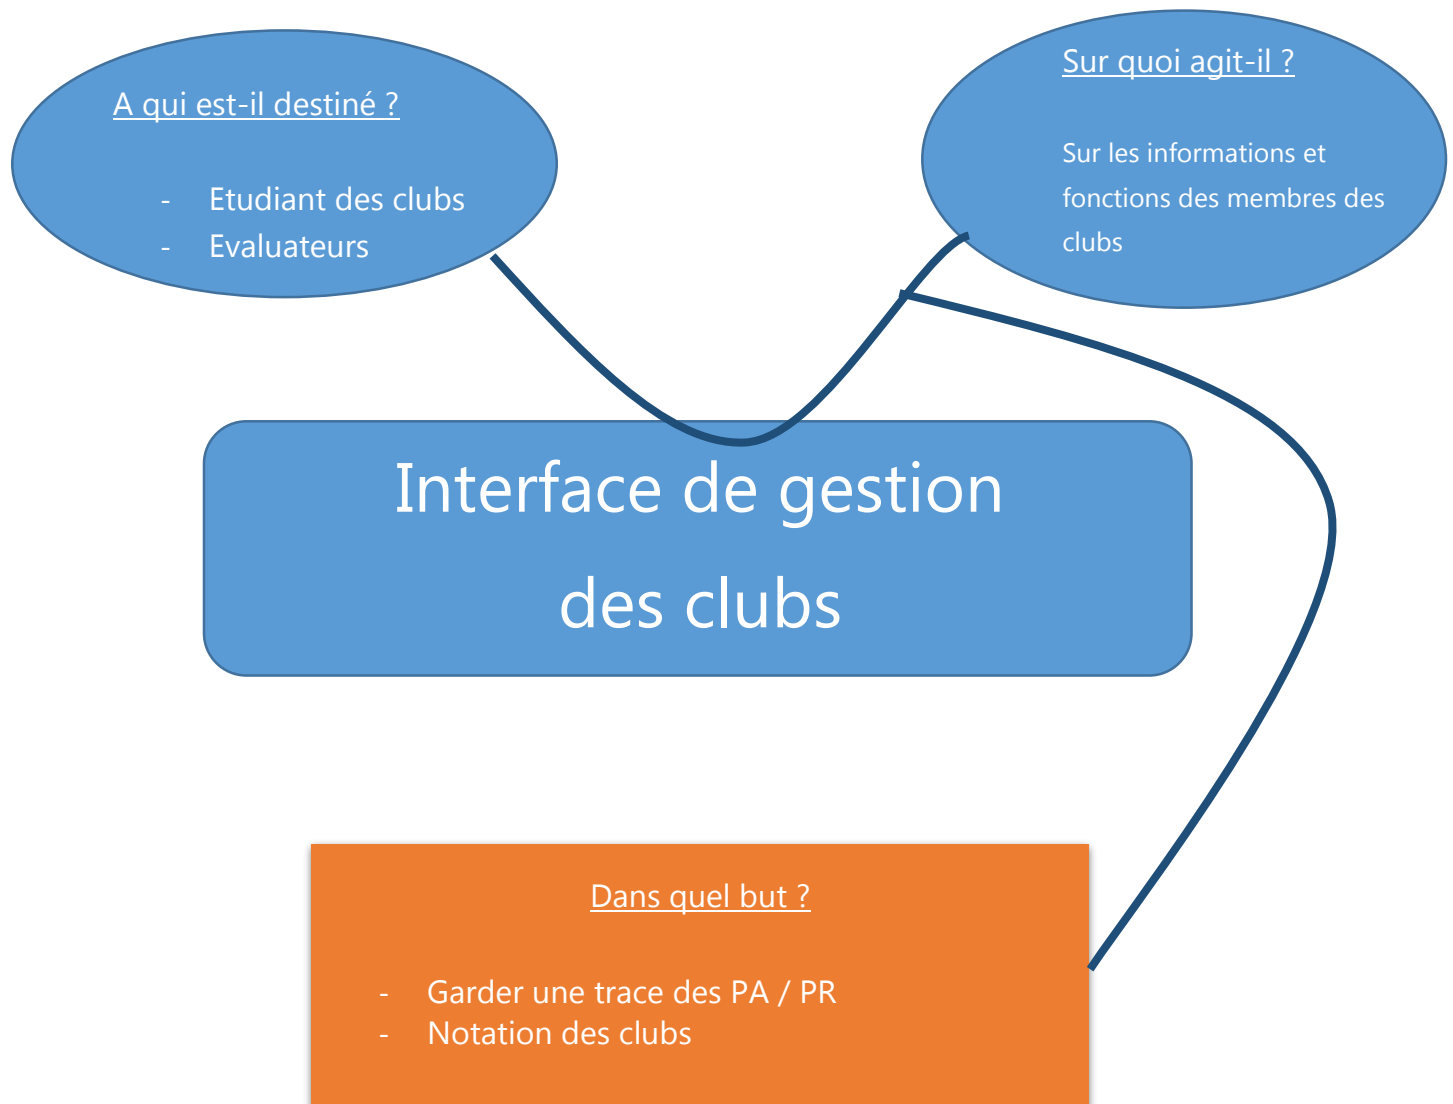 A qui est-il destiné ?
- Etudiant des clubs
- Evaluateurs
Sur quoi agit-il ?
Sur les informations et
fonctions des membres des
clubs
Interface de gestion
des clubs
Dans quel but ?
- Garder une trace des PA / PR
- Notation des clubs